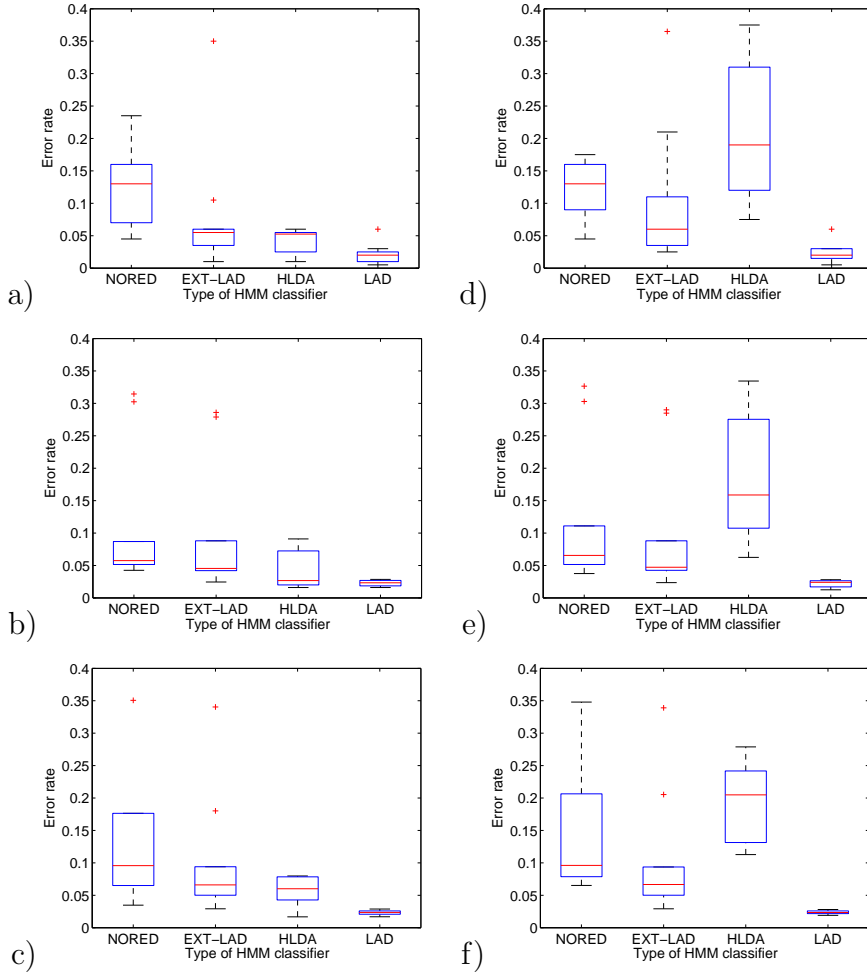 0.4
0.35
0.3
0.25
0.2
0.15
0.1
0.05
0
Error rate
NORED EXT−LAD HLDA LAD
Type of HMM classifier
a)
0.4
0.35
0.3
0.25
0.2
0.15
0.1
0.05
0
Error rate
NORED EXT−LAD HLDA LAD
Type of HMM classifier
d)
0.4
0.35
0.3
0.25
0.2
0.15
0.1
0.05
0
Error rate
NORED EXT−LAD HLDA LAD
Type of HMM classifier
b)
0.4
0.35
0.3
0.25
0.2
0.15
0.1
0.05
0
Error rate
NORED EXT−LAD HLDA LAD
Type of HMM classifier
e)
0.4
0.35
0.3
0.25
0.2
0.15
0.1
0.05
0
Error rate
NORED EXT−LAD HLDA LAD
Type of HMM classifier
c)
0.4
0.35
0.3
0.25
0.2
0.15
0.1
0.05
0
Error rate
NORED EXT−LAD HLDA LAD
Type of HMM classifier
f)